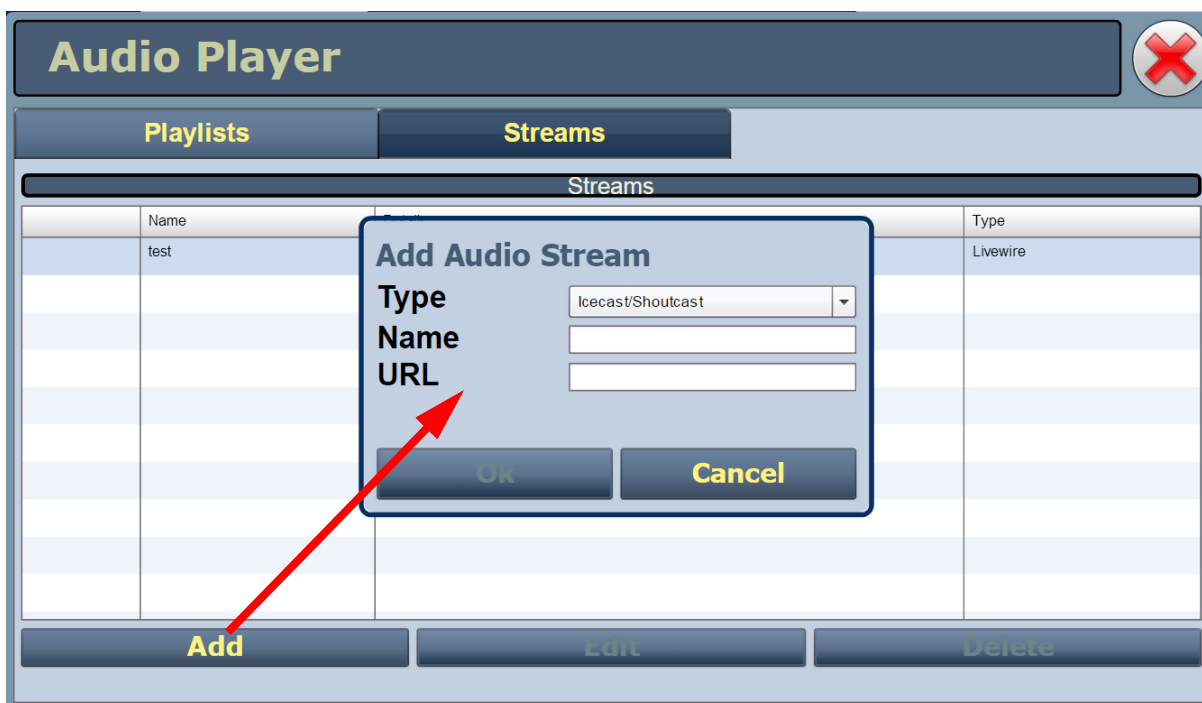 Audio Player
Playlists Streams
Streams
Name Type
test Livewire
Add Audio Stream
Type Icecast/Shoutcast
Name
URL
Ok Cancel
Add Edit Delete